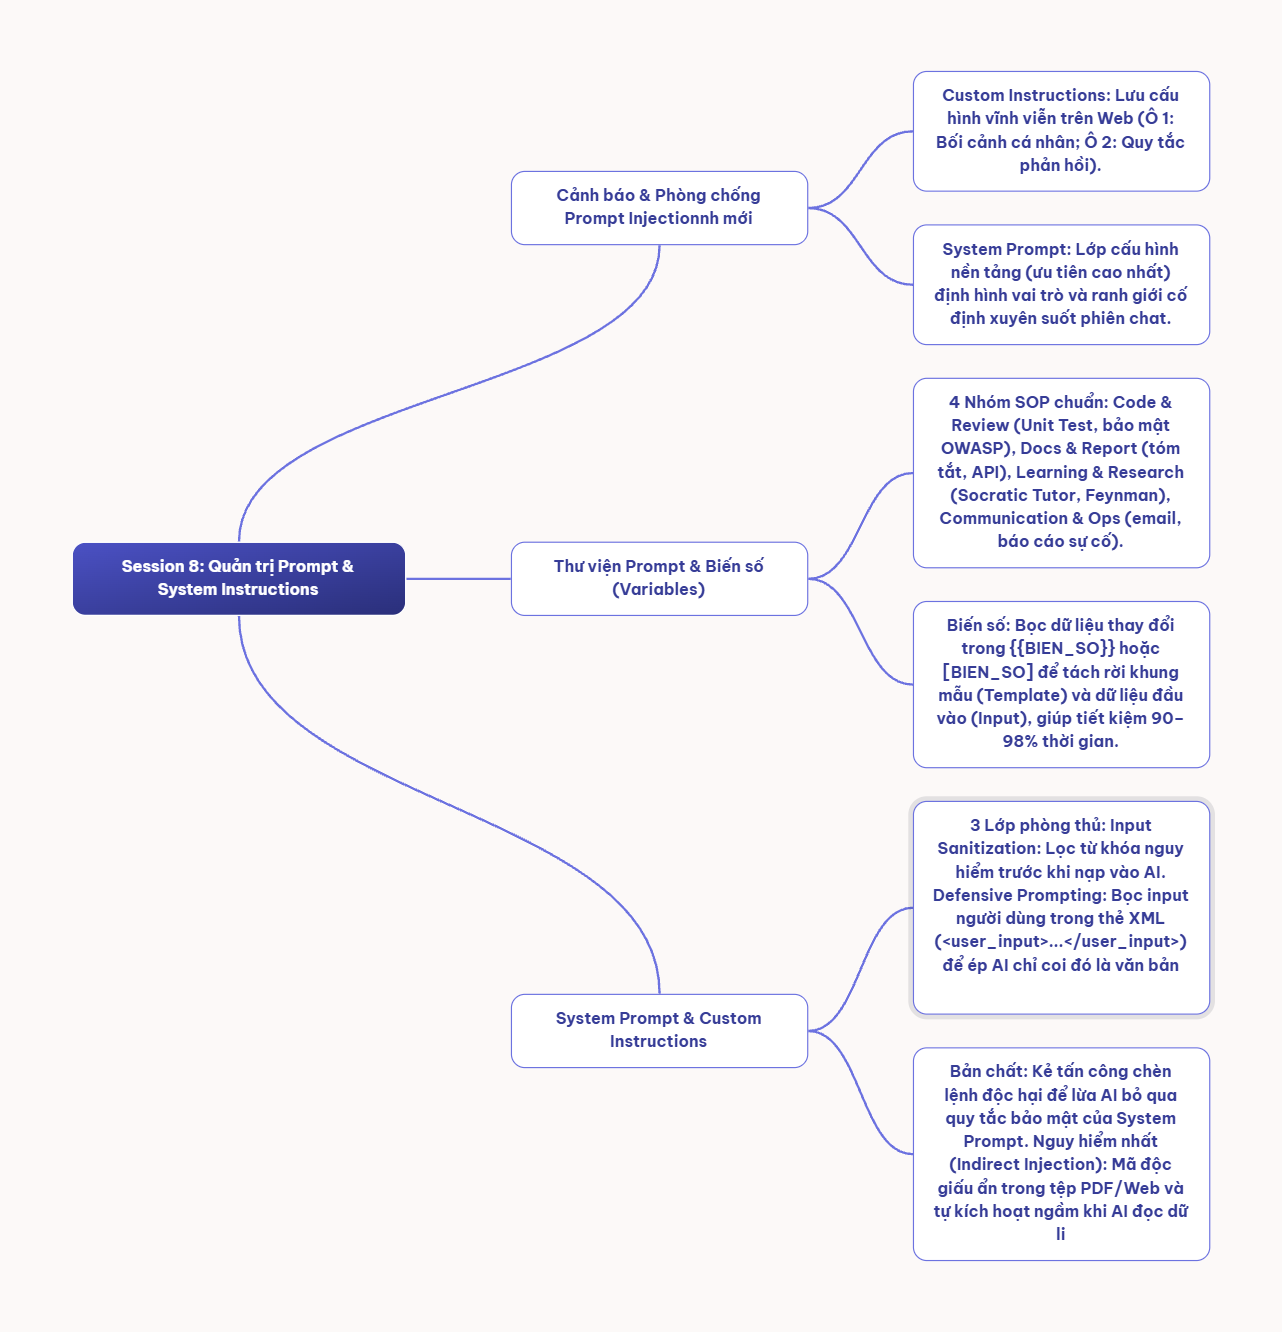 Custom Instructions: Lưu cấu
hình vĩnh viễn trên Web (Ô 1:
Bối cảnh cá nhân; Ô 2: Quy tắc
phản hồi).
Cảnh báo & Phòng chống
Prompt Injectionnh mới
System Prompt: Lớp cấu hình
nền tảng (ưu tiên cao nhất)
định hình vai trò và ranh giới cố
định xuyên suốt phiên chat.
4 Nhóm SOP chuẩn: Code &
Review (Unit Test, bảo mật
OWASP), Docs & Report (tóm
tắt, API), Learning & Research
(Socratic Tutor, Feynman),
Communication & Ops (email,
báo cáo sự cố).
Session 8: Quản trị Prompt &
System Instructions
Thư viện Prompt & Biến số
(Variables)
Biến số: Bọc dữ liệu thay đổi
trong {{BIEN_SO}} hoặc
[BIEN_SO] để tách rời khung
mẫu (Template) và dữ liệu đầu
vào (Input), giúp tiết kiệm 90–
98% thời gian.
3 Lớp phòng thủ: Input
Sanitization: Lọc từ khóa nguy
hiểm trước khi nạp vào AI.
Defensive Prompting: Bọc input
người dùng trong thẻ XML
(<user_input>...</user_input>)
để ép AI chỉ coi đó là văn bản
System Prompt & Custom
Instructions
Bản chất: Kẻ tấn công chèn
lệnh độc hại để lừa AI bỏ qua
quy tắc bảo mật của System
Prompt. Nguy hiểm nhất
(Indirect Injection): Mã độc
giấu ẩn trong tệp PDF/Web và
tự kích hoạt ngầm khi AI đọc dữ
li